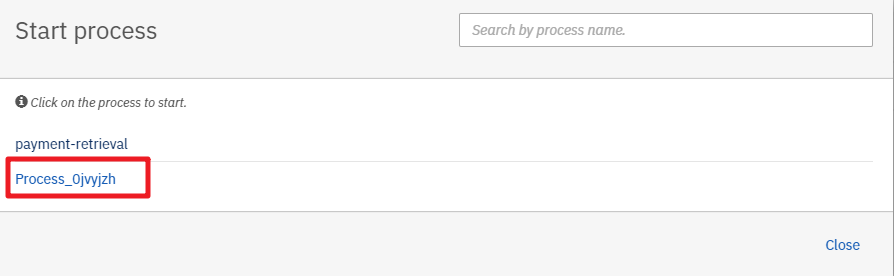 Start process
Search by process name.
Click on the process to start.
payment-retrieval
Process_0jvyjzh
Close